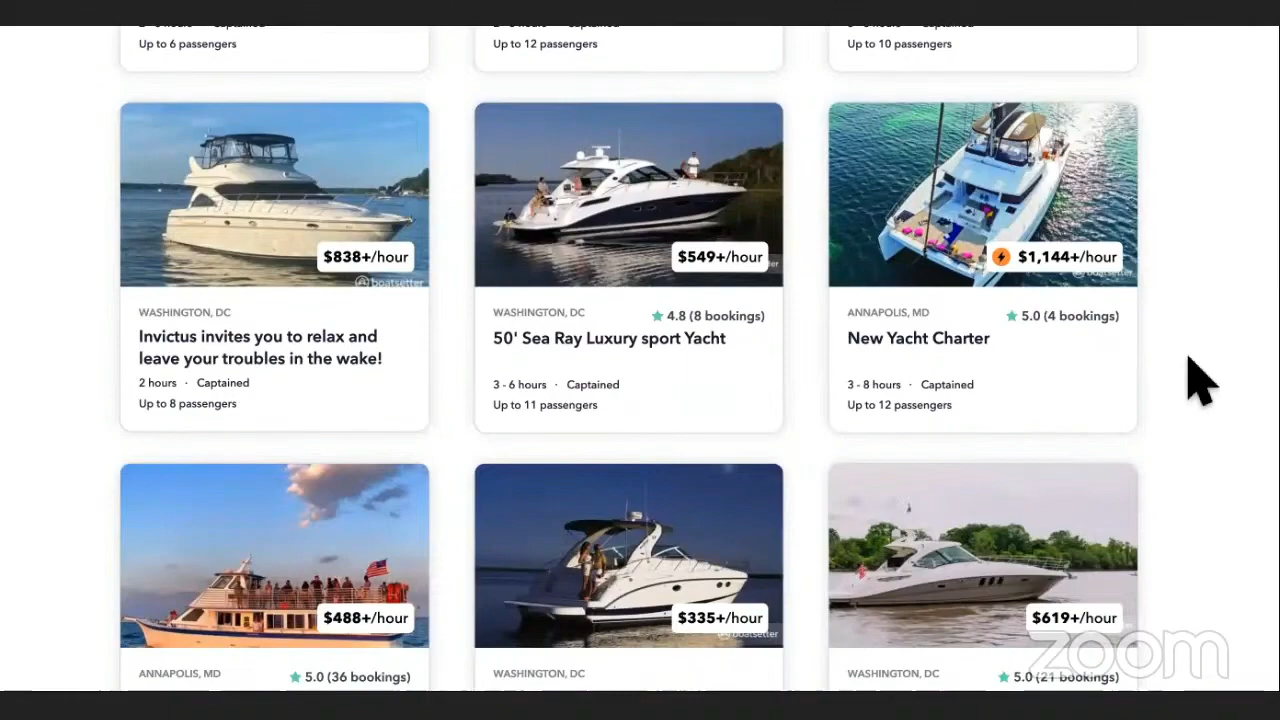 Up to 6 passengers
Up to 12 passengers
Up to 10 passengers
$838+/hour
boatsetter
$549+/hour
$1,144+/hour
boatsetter
WASHINGTON, DC
Invictus invites you to relax and
leave your troubles in the wake!
2 hours · Captained
Up to 8 passengers
WASHINGTON, DC
4.8 (8 bookings)
50' Sea Ray Luxury sport Yacht
3 - 6 hours · Captained
Up to 11 passengers
ANNAPOLIS, MD
5.0 (4 bookings)
New Yacht Charter
3 - 8 hours · Captained
Up to 12 passengers
$488+/hour
$335+/hour
boatsetter
$619+/hour
zoom
ANNAPOLIS, MD
5.0 (36 bookings)
WASHINGTON, DC
WASHINGTON, DC
5.0 (21 bookings)